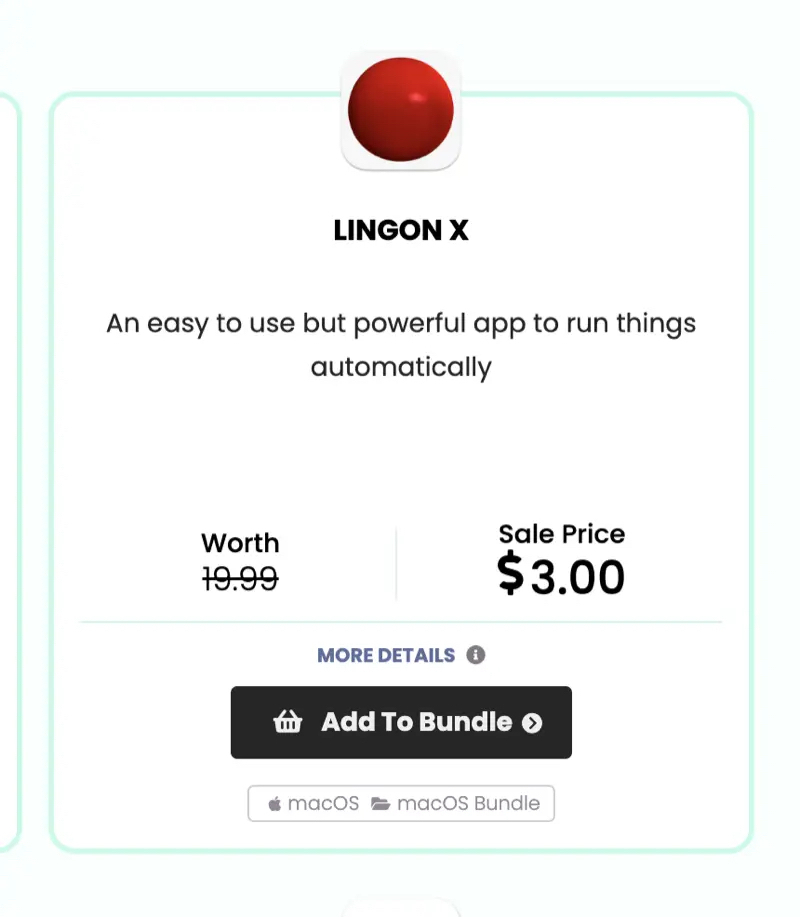 LINGON X
An easy to use but powerful app to run things
automatically
Worth
19.99
Sale Price
$3.00
MORE DETAILS
Add To Bundle
macOS macOS Bundle